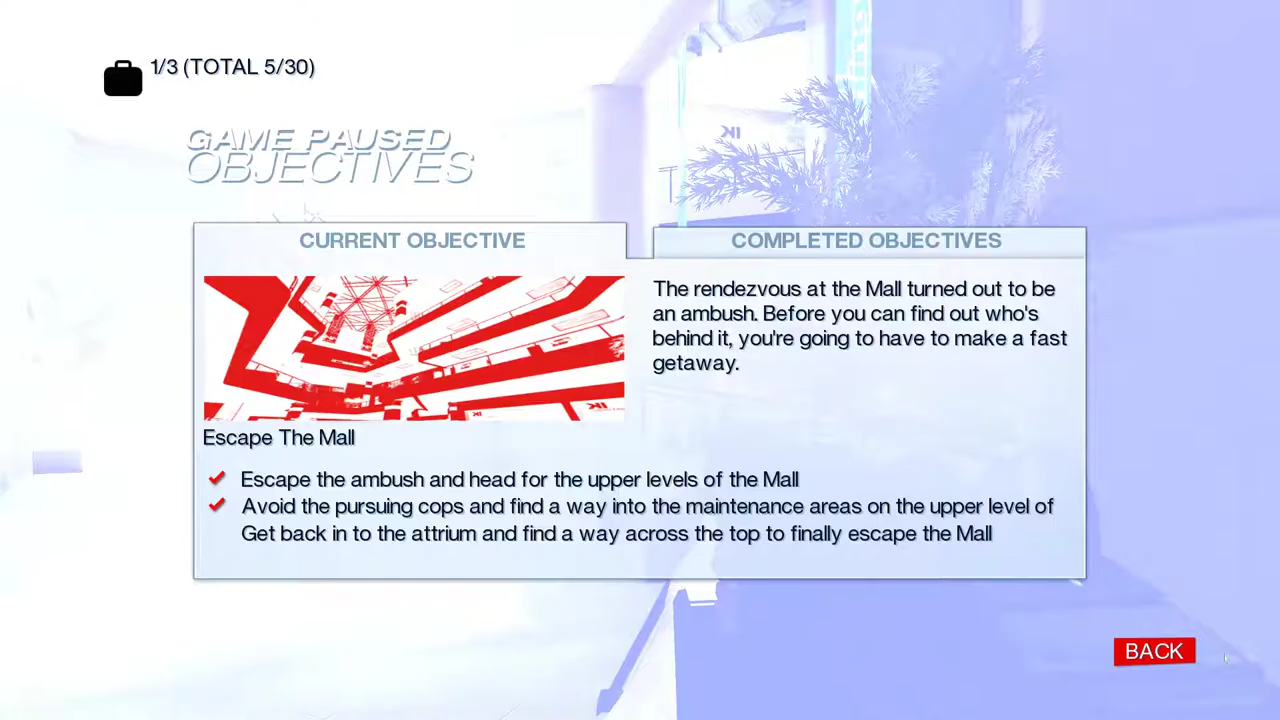 1/3 (TOTAL 5/30)
GAME PAUSED
OBJECTIVES
CURRENT OBJECTIVE
COMPLETED OBJECTIVES
The rendezvous at the Mall turned out to be
an ambush. Before you can find out who's
behind it, you're going to have to make a fast
getaway.
Escape The Mall
Escape the ambush and head for the upper levels of the Mall
Avoid the pursuing cops and find a way into the maintenance areas on the upper level of
Get back in to the attrium and find a way across the top to finally escape the Mall
BACK